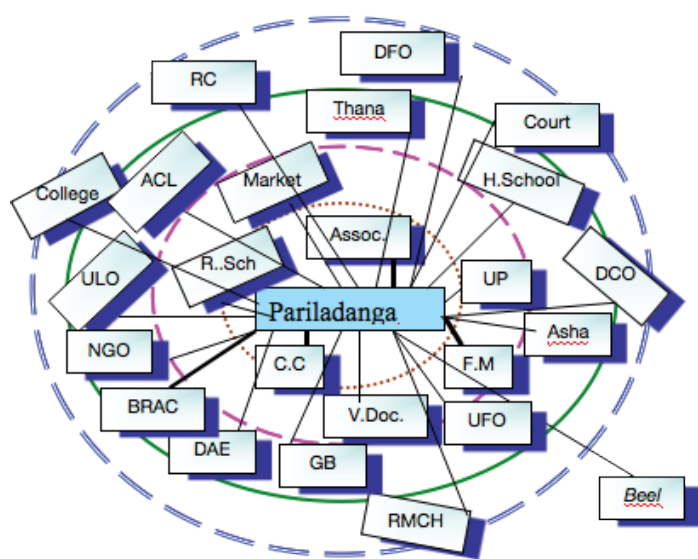 DFO
RC
Thana
Court
College
ACL
Market
H.School
Assoc.
ULO
R..Sch
UP
DCO
Pariladanga
NGO
Asha
C.C
F.M
BRAC
V.Doc.
UFO
DAE
GB
RMCH
Beel